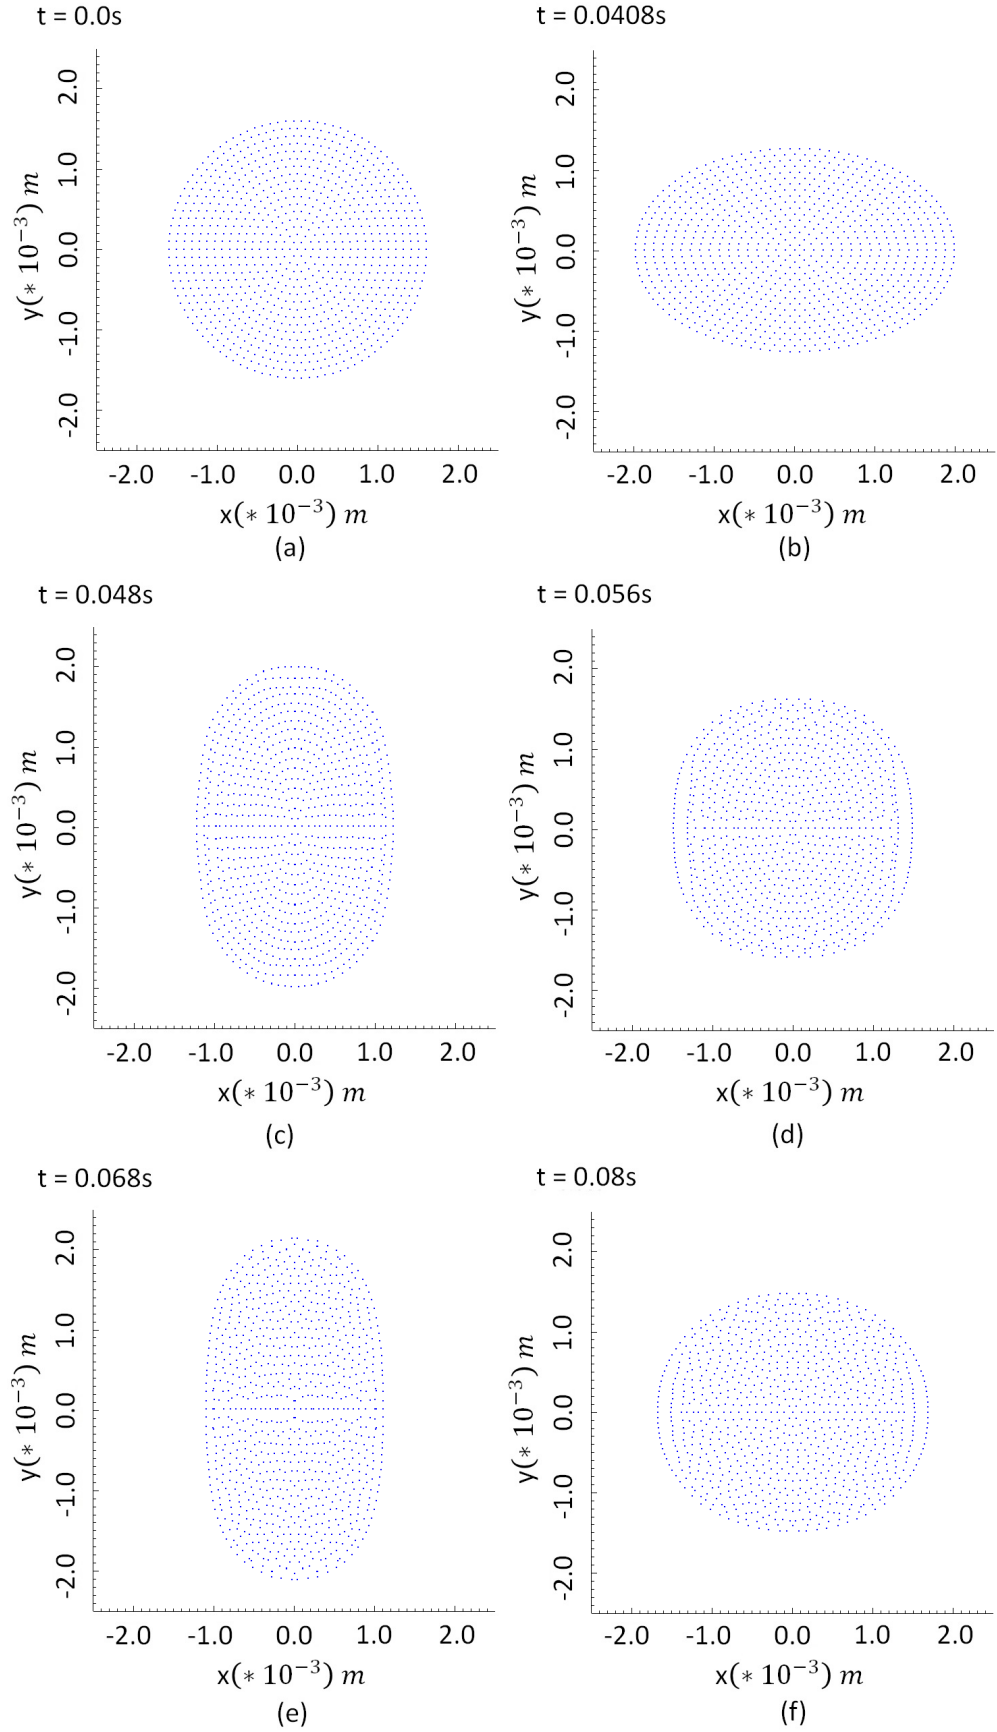 t = 0.0s
y(* 10⁻³) m
2.0
1.0
0.0
-1.0
-2.0
-2.0 -1.0 0.0 1.0 2.0
x(* 10⁻³) m
(a)
t = 0.0408s
y(* 10⁻³) m
2.0
1.0
0.0
-1.0
-2.0
-2.0 -1.0 0.0 1.0 2.0
x(* 10⁻³) m
(b)
t = 0.048s
y(* 10⁻³) m
2.0
1.0
0.0
-1.0
-2.0
-2.0 -1.0 0.0 1.0 2.0
x(* 10⁻³) m
(c)
t = 0.056s
y(* 10⁻³) m
2.0
1.0
0.0
-1.0
-2.0
-2.0 -1.0 0.0 1.0 2.0
x(* 10⁻³) m
(d)
t = 0.068s
y(* 10⁻³) m
2.0
1.0
0.0
-1.0
-2.0
-2.0 -1.0 0.0 1.0 2.0
x(* 10⁻³) m
(e)
t = 0.08s
y(* 10⁻³) m
2.0
1.0
0.0
-1.0
-2.0
-2.0 -1.0 0.0 1.0 2.0
x(* 10⁻³) m
(f)